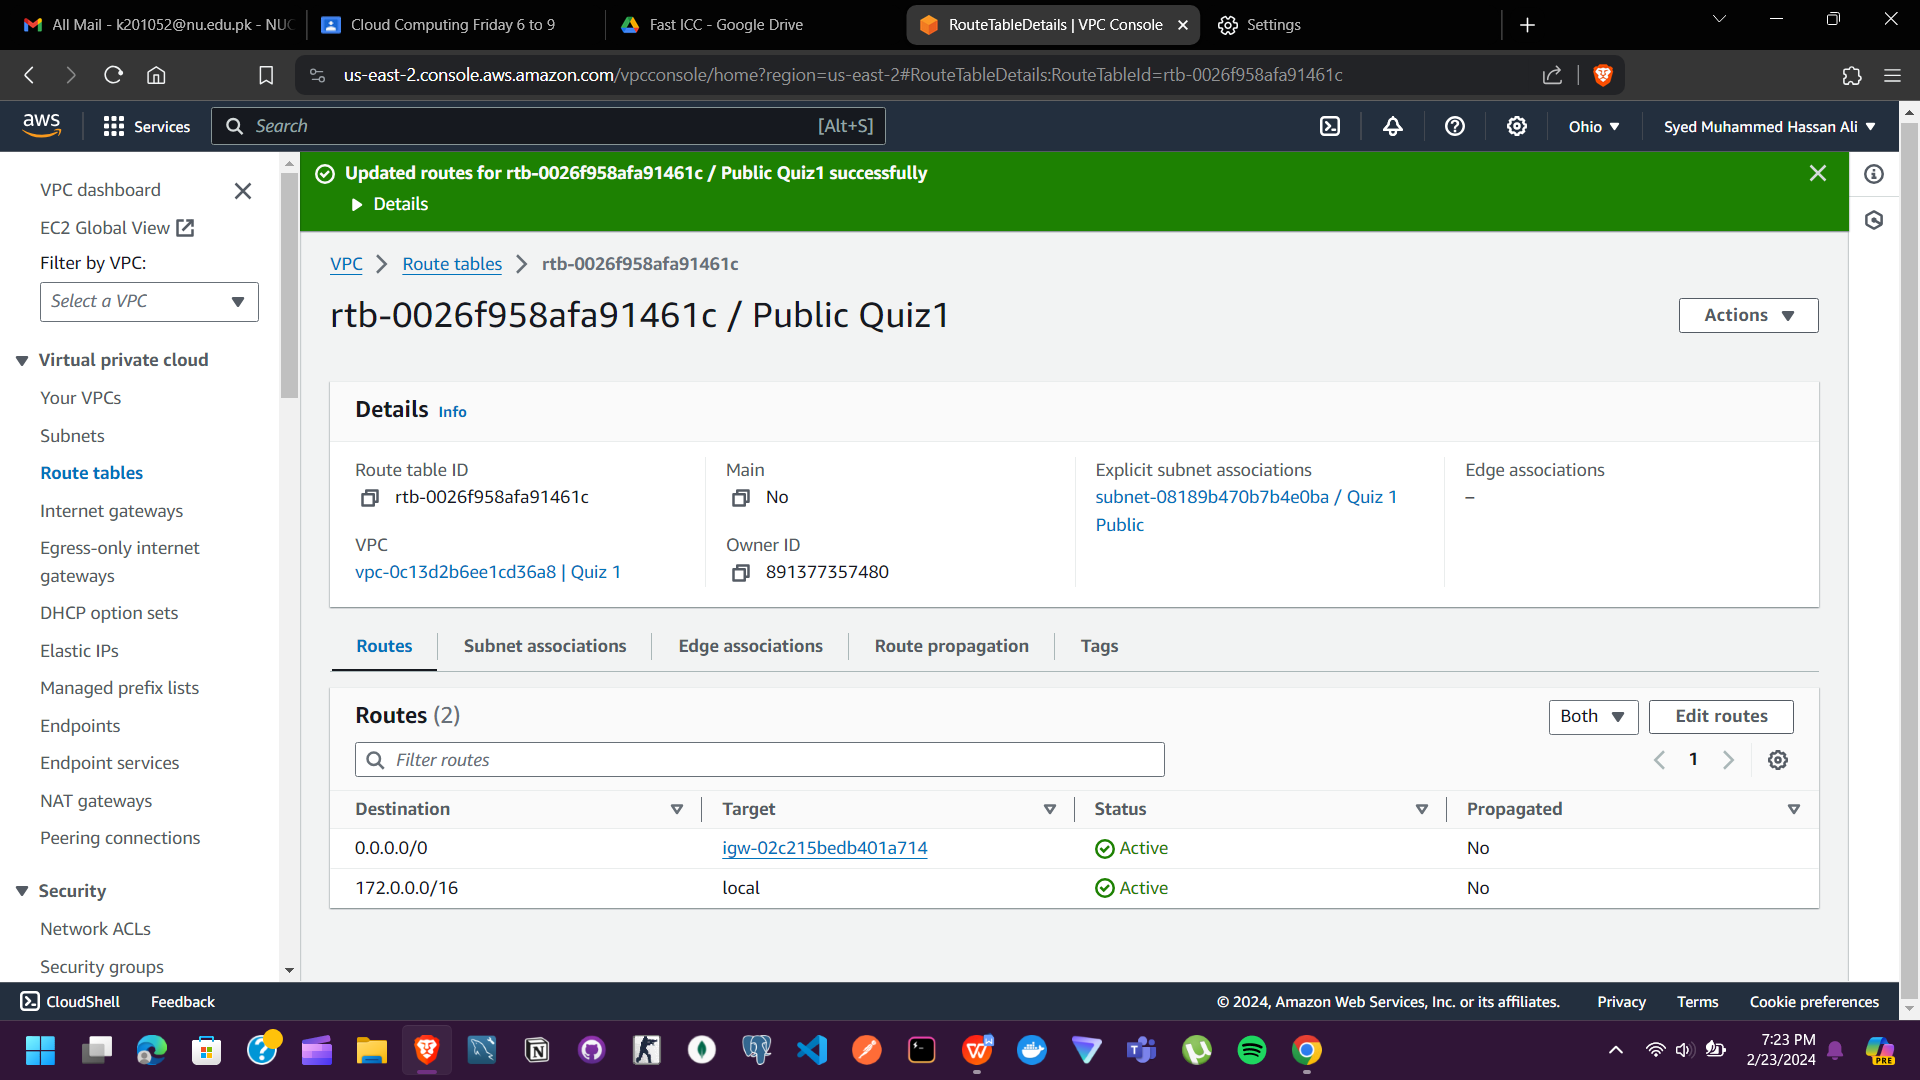 All Mail - k201052@nu.edu.pk - NUC
Cloud Computing Friday 6 to 9
Fast ICC - Google Drive
RouteTableDetails | VPC Console
Settings
us-east-2.console.aws.amazon.com/vpcconsole/home?region=us-east-2#RouteTableDetails:RouteTableId=rtb-0026f958afa91461c
aws
Services
Search
[Alt+S]
Ohio
Syed Muhammed Hassan Ali
VPC dashboard
EC2 Global View
Filter by VPC:
Select a VPC
Virtual private cloud
Your VPCs
Subnets
Route tables
Internet gateways
Egress-only internet
gateways
DHCP option sets
Elastic IPs
Managed prefix lists
Endpoints
Endpoint services
NAT gateways
Peering connections
Security
Network ACLs
Security groups
Updated routes for rtb-0026f958afa91461c / Public Quiz1 successfully
Details
VPC
Route tables
rtb-0026f958afa91461c
rtb-0026f958afa91461c / Public Quiz1
Actions
Details Info
Route table ID
rtb-0026f958afa91461c
Main
No
Explicit subnet associations
subnet-08189b470b7b4e0ba / Quiz 1
Public
Edge associations
–
VPC
vpc-0c13d2b6ee1cd36a8 | Quiz 1
Owner ID
891377357480
Routes
Subnet associations
Edge associations
Route propagation
Tags
Routes (2)
Both
Edit routes
Filter routes
1
Destination
Target
Status
Propagated
0.0.0.0/0
igw-02c215bedb401a714
Active
No
172.0.0.0/16
local
Active
No
CloudShell
Feedback
© 2024, Amazon Web Services, Inc. or its affiliates.
Privacy
Terms
Cookie preferences
7:23 PM
2/23/2024
PRE